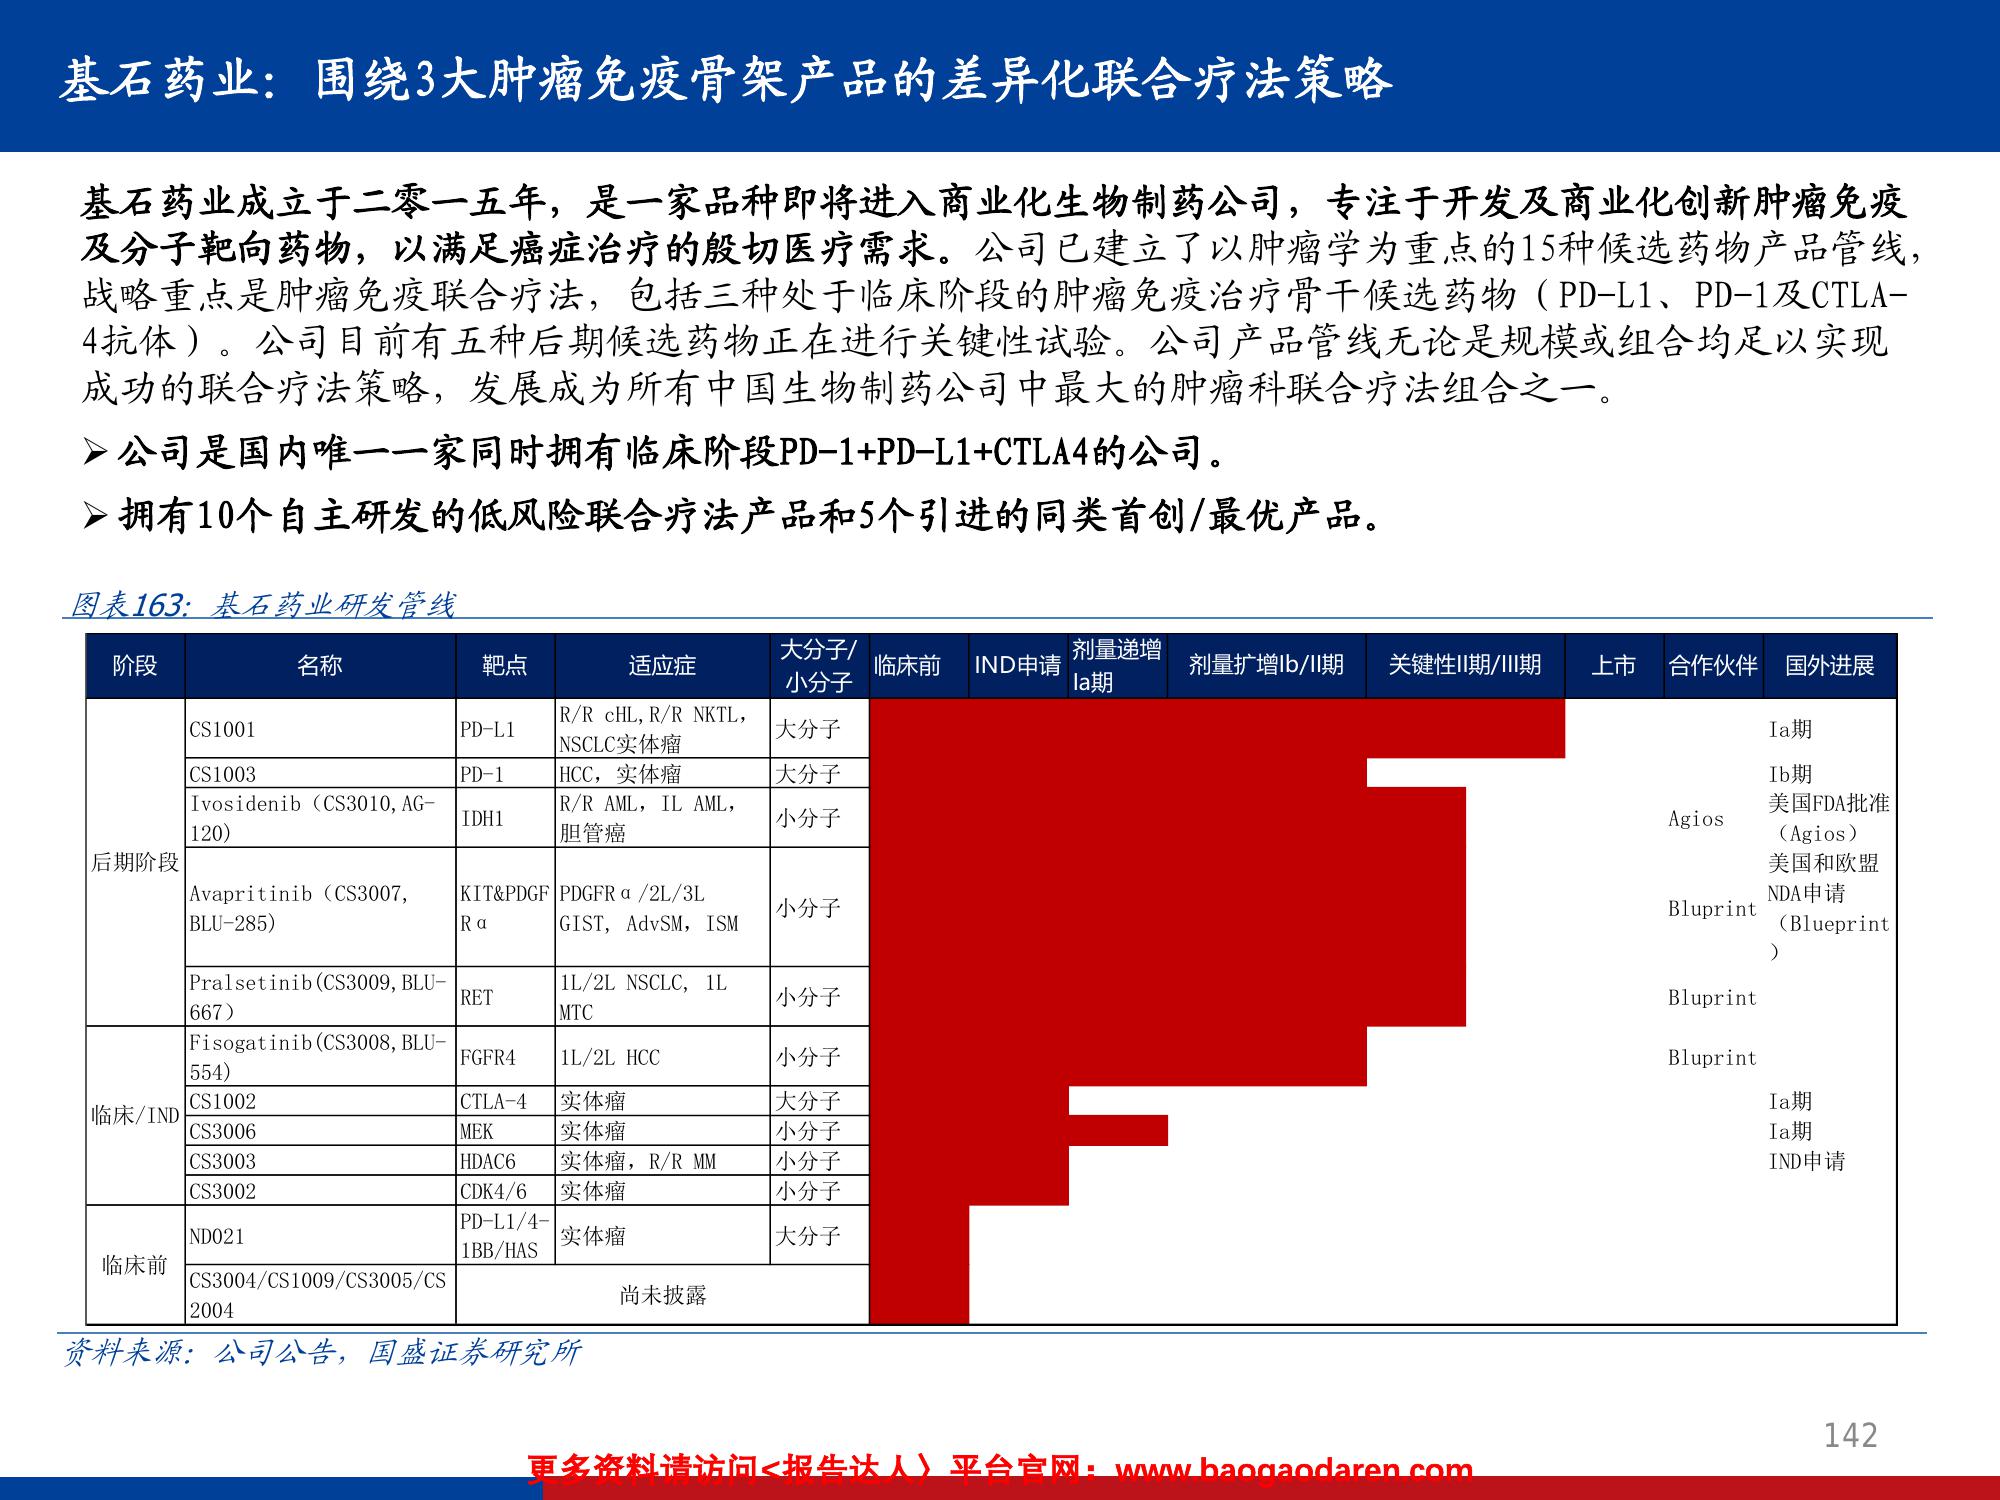 基石药业：围绕3大肿瘤免疫骨架产品的差异化联合疗法策略
基石药业成立于二零一五年，是一家品种即将进入商业化生物制药公司，专注于开发及商业化创新肿瘤免疫
及分子靶向药物，以满足癌症治疗的殷切医疗需求。公司已建立了以肿瘤学为重点的15种候选药物产品管线，
战略重点是肿瘤免疫联合疗法，包括三种处于临床阶段的肿瘤免疫治疗骨干候选药物（PD-L1、PD-1及CTLA-
4抗体）。公司目前有五种后期候选药物正在进行关键性试验。公司产品管线无论是规模或组合均足以实现
成功的联合疗法策略，发展成为所有中国生物制药公司中最大的肿瘤科联合疗法组合之一。
➢公司是国内唯一一家同时拥有临床阶段PD-1+PD-L1+CTLA4的公司。
➢拥有10个自主研发的低风险联合疗法产品和5个引进的同类首创/最优产品。
图表163：基石药业研发管线
阶段 名称 靶点 适应症 大分子/小分子 临床前 IND申请 剂量递增Ia期 剂量扩增Ib/II期 关键性II期/III期 上市 合作伙伴 国外进展
后期阶段
CS1001 PD-L1 R/R cHL,R/R NKTL，NSCLC实体瘤 大分子 Ia期
CS1003 PD-1 HCC，实体瘤 大分子 Ib期
Ivosidenib（CS3010,AG-120) IDH1 R/R AML，IL AML，胆管癌 小分子 Agios 美国FDA批准（Agios）
Avapritinib（CS3007, BLU-285) KIT&PDGFRα PDGFRα/2L/3L GIST, AdvSM，ISM 小分子 Bluprint 美国和欧盟NDA申请（Blueprint）
Pralsetinib(CS3009,BLU-667） RET 1L/2L NSCLC, 1L MTC 小分子 Bluprint
临床/IND
Fisogatinib(CS3008,BLU-554) FGFR4 1L/2L HCC 小分子 Bluprint
CS1002 CTLA-4 实体瘤 大分子 Ia期
CS3006 MEK 实体瘤 小分子 Ia期
CS3003 HDAC6 实体瘤，R/R MM 小分子 IND申请
CS3002 CDK4/6 实体瘤 小分子
临床前
ND021 PD-L1/4-1BB/HAS 实体瘤 大分子
CS3004/CS1009/CS3005/CS2004 尚未披露
资料来源：公司公告，国盛证券研究所
142
更多资料请访问<报告达人〉平台官网：www.baogaodaren.com